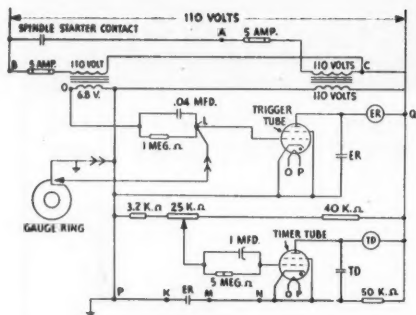 110 VOLTS
SPINDLE STARTER CONTACT
A
5 AMP.
B
5 AMP.
110 VOLT
110 VOLTS
C
O
6.8 V.
110 VOLTS
.04 MFD.
L
TRIGGER
TUBE
ER
Q
1 MEG. Ω
O P
ER
GAUGE RING
3.2 K.Ω
25 K.Ω
40 K.Ω
1 MFD.
TIMER TUBE
TD
5 MEG. Ω
O P
TD
P
K
ER
M
N
50 K.Ω